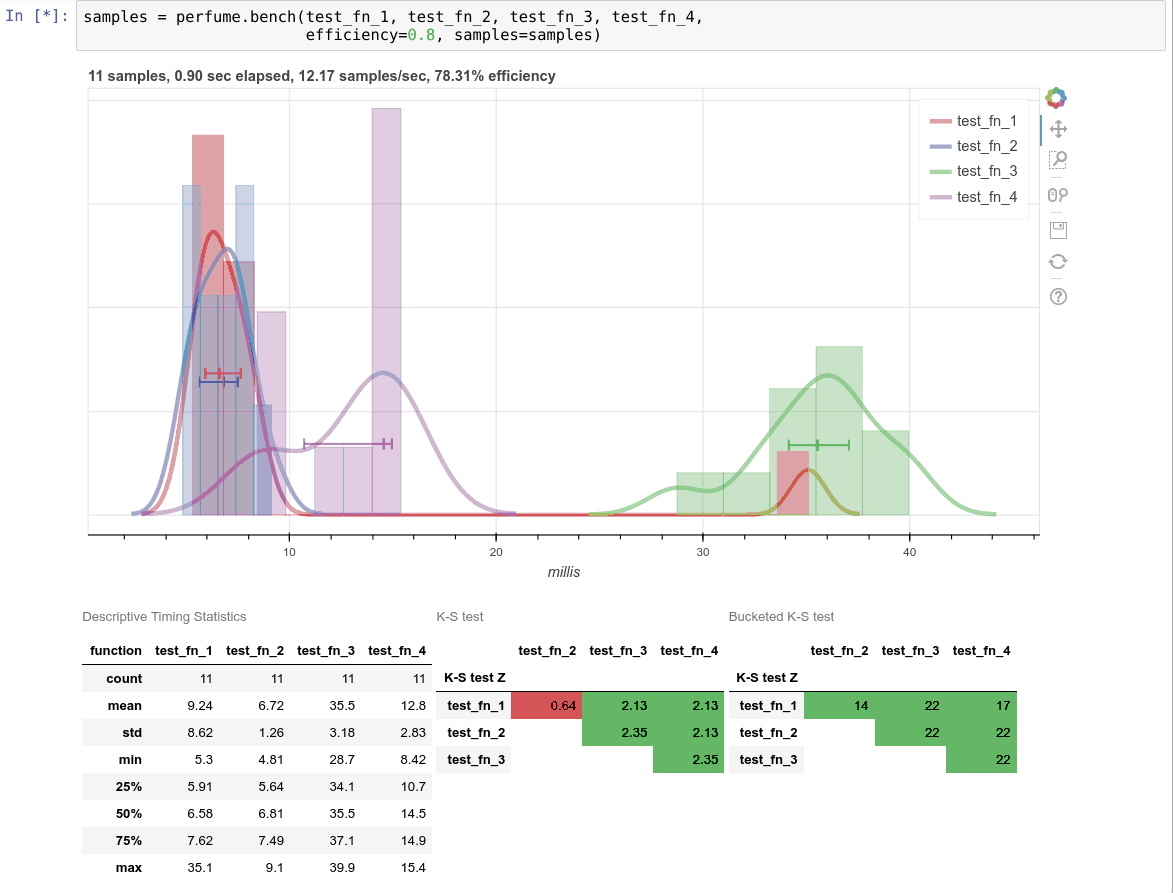 In [*]: samples = perfume.bench(test_fn_1, test_fn_2, test_fn_3, test_fn_4,
efficiency=0.8, samples=samples)
11 samples, 0.90 sec elapsed, 12.17 samples/sec, 78.31% efficiency
test_fn_1
test_fn_2
test_fn_3
test_fn_4
10 20 30 40
millis
Descriptive Timing Statistics
function test_fn_1 test_fn_2 test_fn_3 test_fn_4
count 11 11 11 11
mean 9.24 6.72 35.5 12.8
std 8.62 1.26 3.18 2.83
min 5.3 4.81 28.7 8.42
25% 5.91 5.64 34.1 10.7
50% 6.58 6.81 35.5 14.5
75% 7.62 7.49 37.1 14.9
max 35.1 9.1 39.9 15.4
K-S test
test_fn_2 test_fn_3 test_fn_4
K-S test Z
test_fn_1 0.64 2.13 2.13
test_fn_2 2.35 2.13
test_fn_3 2.35
Bucketed K-S test
test_fn_2 test_fn_3 test_fn_4
K-S test Z
test_fn_1 14 22 17
test_fn_2 22 22
test_fn_3 22